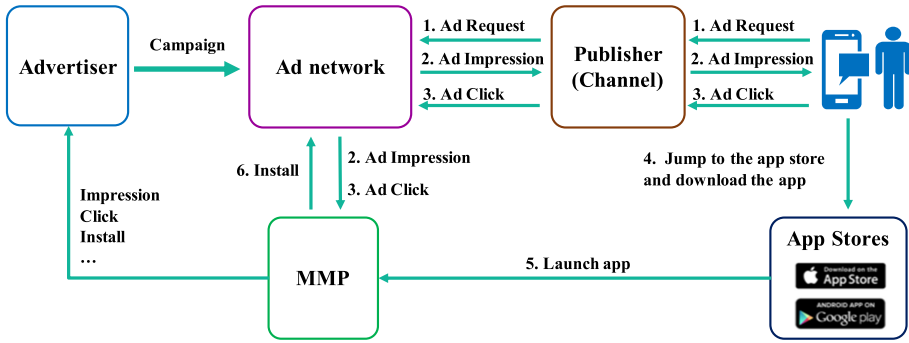 Advertiser
Campaign
Ad network
1. Ad Request
2. Ad Impression
3. Ad Click
Publisher
(Channel)
1. Ad Request
2. Ad Impression
3. Ad Click
2. Ad Impression
3. Ad Click
6. Install
4. Jump to the app store
and download the app
Impression
Click
Install
…
MMP
5. Launch app
App Stores
Download on the
App Store
ANDROID APP ON
Google play